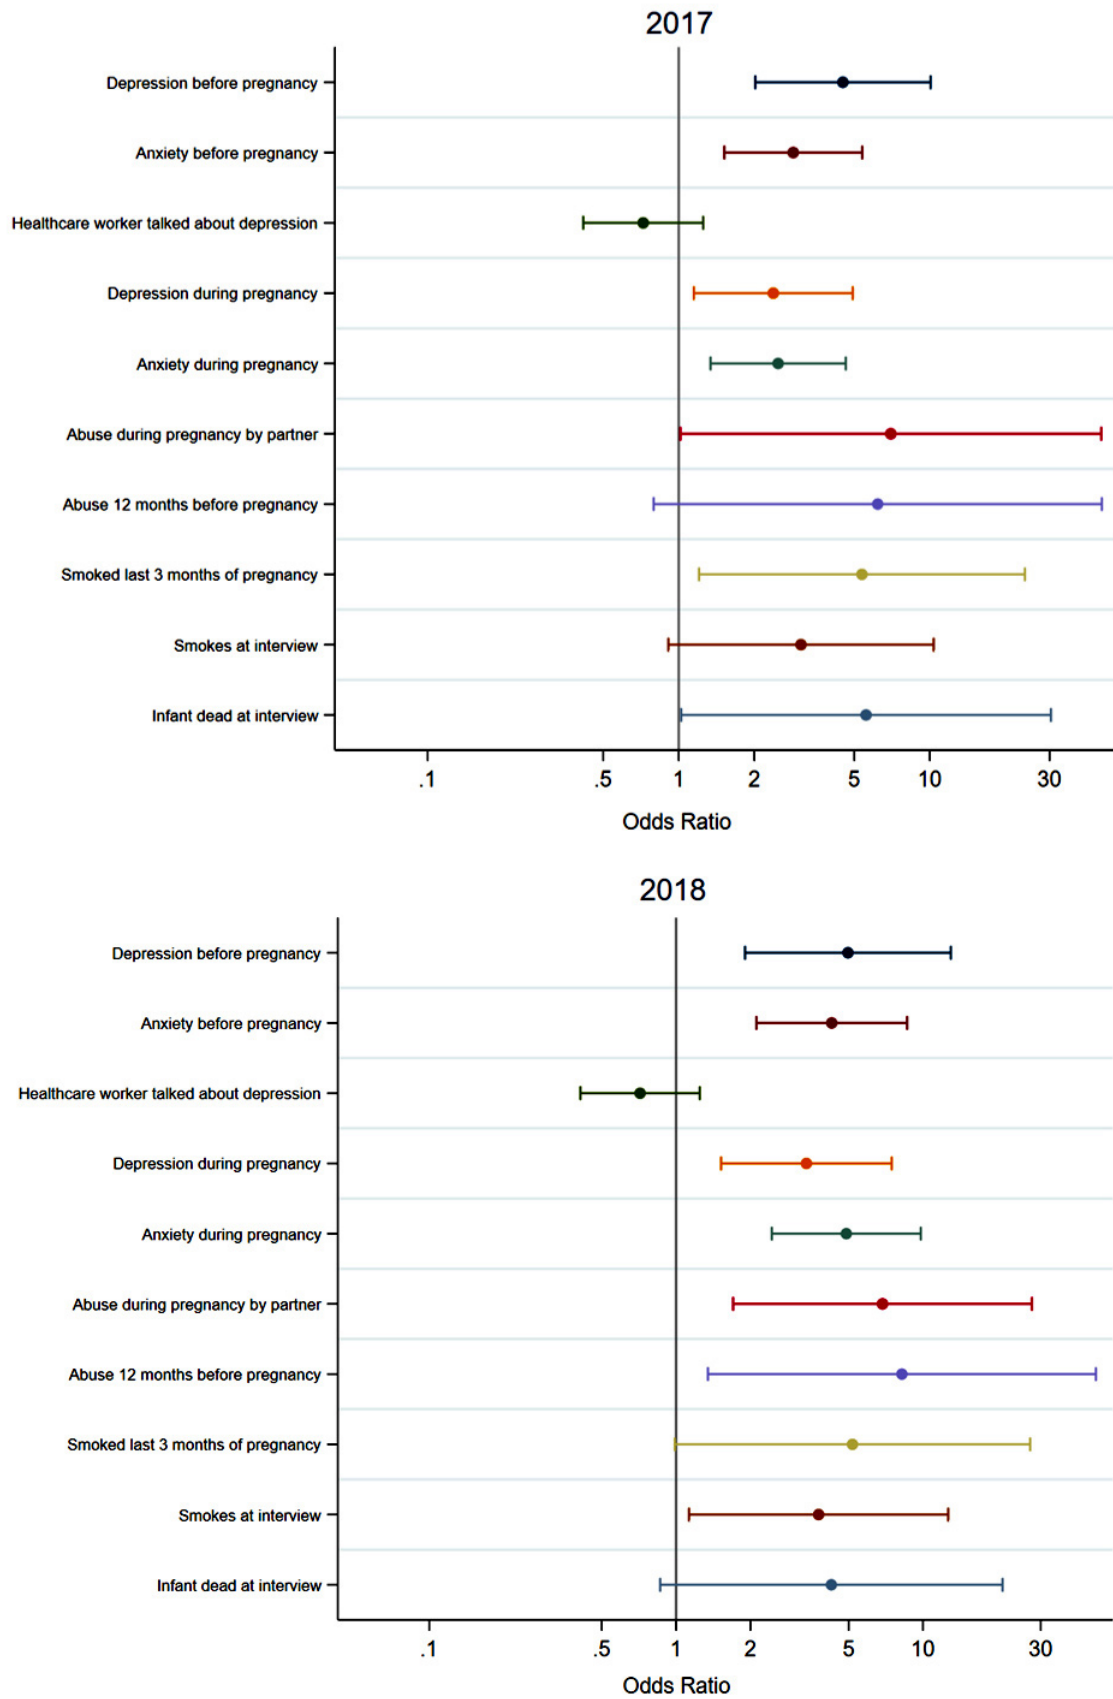 2017
Depression before pregnancy
Anxiety before pregnancy
Healthcare worker talked about depression
Depression during pregnancy
Anxiety during pregnancy
Abuse during pregnancy by partner
Abuse 12 months before pregnancy
Smoked last 3 months of pregnancy
Smokes at interview
Infant dead at interview
.1 .5 1 2 5 10 30
Odds Ratio
2018
Depression before pregnancy
Anxiety before pregnancy
Healthcare worker talked about depression
Depression during pregnancy
Anxiety during pregnancy
Abuse during pregnancy by partner
Abuse 12 months before pregnancy
Smoked last 3 months of pregnancy
Smokes at interview
Infant dead at interview
.1 .5 1 2 5 10 30
Odds Ratio